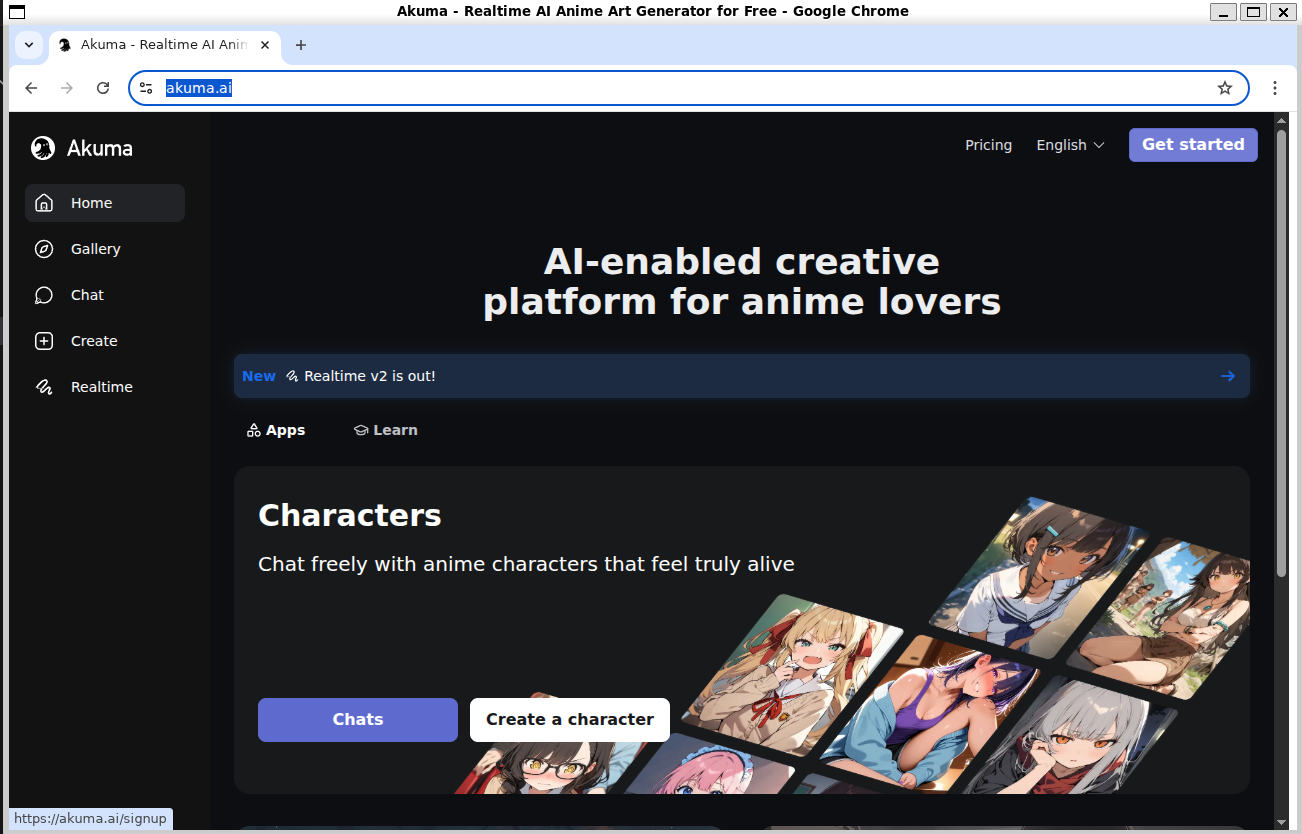 Akuma - Realtime AI Anime Art Generator for Free - Google Chrome
Akuma - Realtime AI Anin
akuma.ai
Akuma
Pricing
English
Get started
Home
Gallery
Chat
Create
Realtime
AI-enabled creative
platform for anime lovers
New Realtime v2 is out!
Apps
Learn
Characters
Chat freely with anime characters that feel truly alive
Chats
Create a character
https://akuma.ai/signup